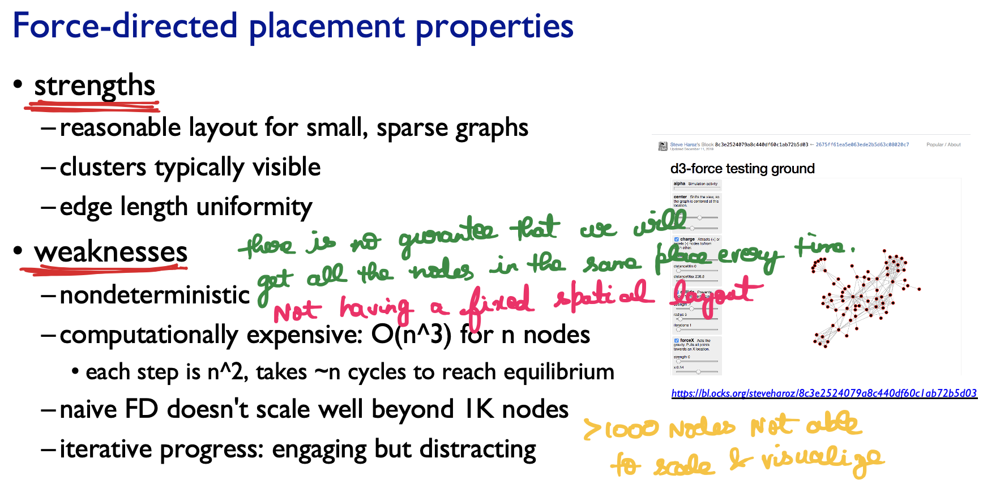 Force-directed placement properties
• strengths
–reasonable layout for small, sparse graphs
–clusters typically visible
–edge length uniformity
• weaknesses
there is no gurantee that we will
get all the nodes in the same place every time.
–nondeterministic
Not having a fixed spatial layout
–computationally expensive: O(n^3) for n nodes
• each step is n^2, takes ~n cycles to reach equilibrium
–naive FD doesn't scale well beyond 1K nodes
>1000 Nodes Not able
to scale & visualize
–iterative progress: engaging but distracting
Steve Haroz's Block 8c3e2524079a8c440df60c1ab72b5d03 ← 2675ff61ea5e063ede2b5d63c08020c7 Popular / About
Updated December 11, 2018
d3-force testing ground
alpha Simulation activity
center Shifts the view, so
the graph is centered at this
location.
charge Attracts (+) or
repels (-) nodes to/from
each other.
distanceMin 0
distanceMax 238.8
collide Prevents
strength .7
radius 5
iterations 1
forceX Acts like
gravity. Pulls all points
towards an X location.
strength 0
x 0.54
https://bl.ocks.org/steveharoz/8c3e2524079a8c440df60c1ab72b5d03